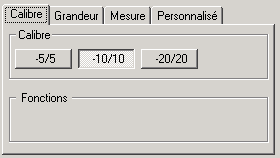 Calibre Grandeur Mesure Personnalisé
Calibre
-5/5 -10/10 -20/20
Fonctions